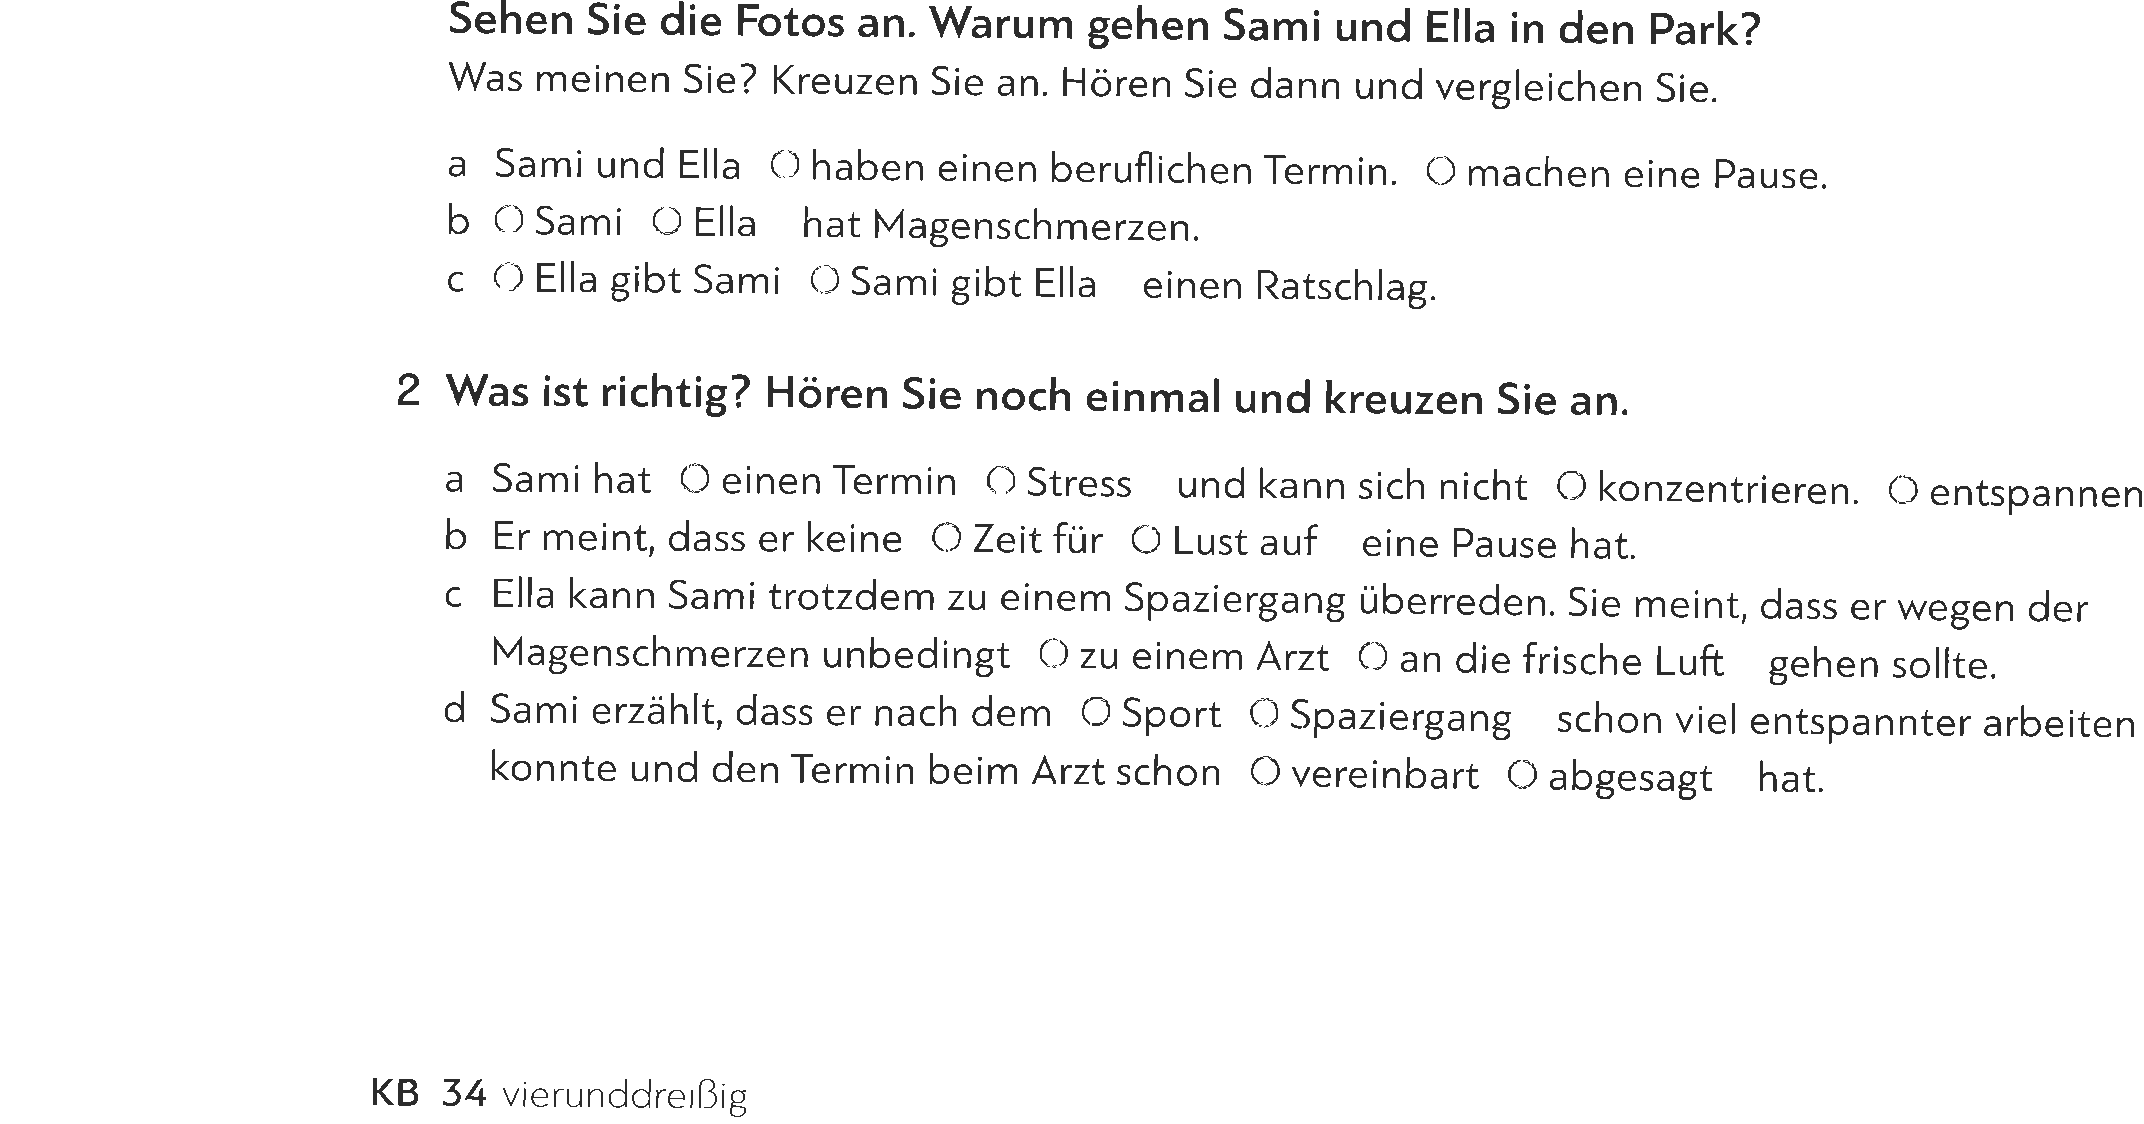 Sehen Sie die Fotos an. Warum gehen Sami und Ella in den Park?
Was meinen Sie? Kreuzen Sie an. Hören Sie dann und vergleichen Sie.
a Sami und Ella O haben einen beruflichen Termin. O machen eine Pause.
b O Sami O Ella hat Magenschmerzen.
c O Ella gibt Sami O Sami gibt Ella einen Ratschlag.
2 Was ist richtig? Hören Sie noch einmal und kreuzen Sie an.
a Sami hat O einen Termin O Stress und kann sich nicht O konzentrieren. O entspannen
b Er meint, dass er keine O Zeit für O Lust auf eine Pause hat.
c Ella kann Sami trotzdem zu einem Spaziergang überreden. Sie meint, dass er wegen der
Magenschmerzen unbedingt O zu einem Arzt O an die frische Luft gehen sollte.
d Sami erzählt, dass er nach dem O Sport O Spaziergang schon viel entspannter arbeiten
konnte und den Termin beim Arzt schon O vereinbart O abgesagt hat.
KB 34 vierunddreißig